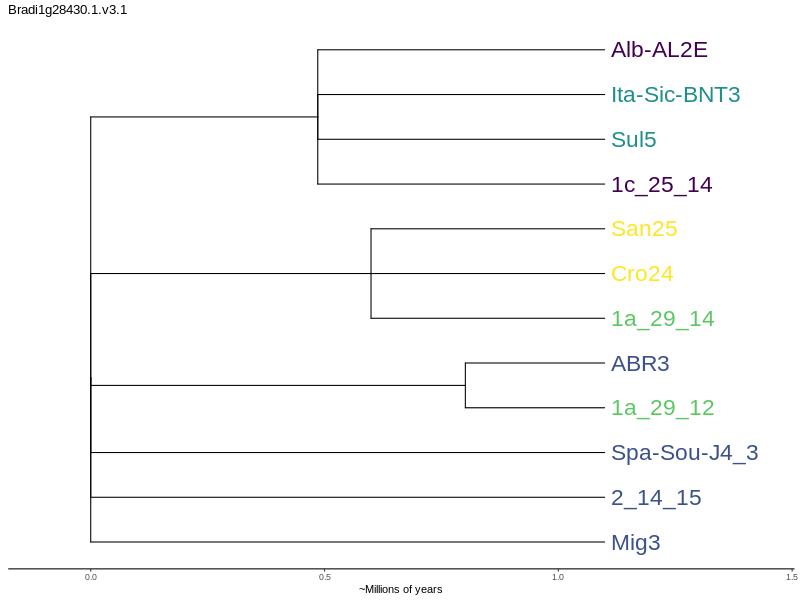 Bradi1g28430.1.v3.1
Alb-AL2E
Ita-Sic-BNT3
Sul5
1c_25_14
San25
Cro24
1a_29_14
ABR3
1a_29_12
Spa-Sou-J4_3
2_14_15
Mig3
0.0 0.5 1.0 1.5
~Millions of years